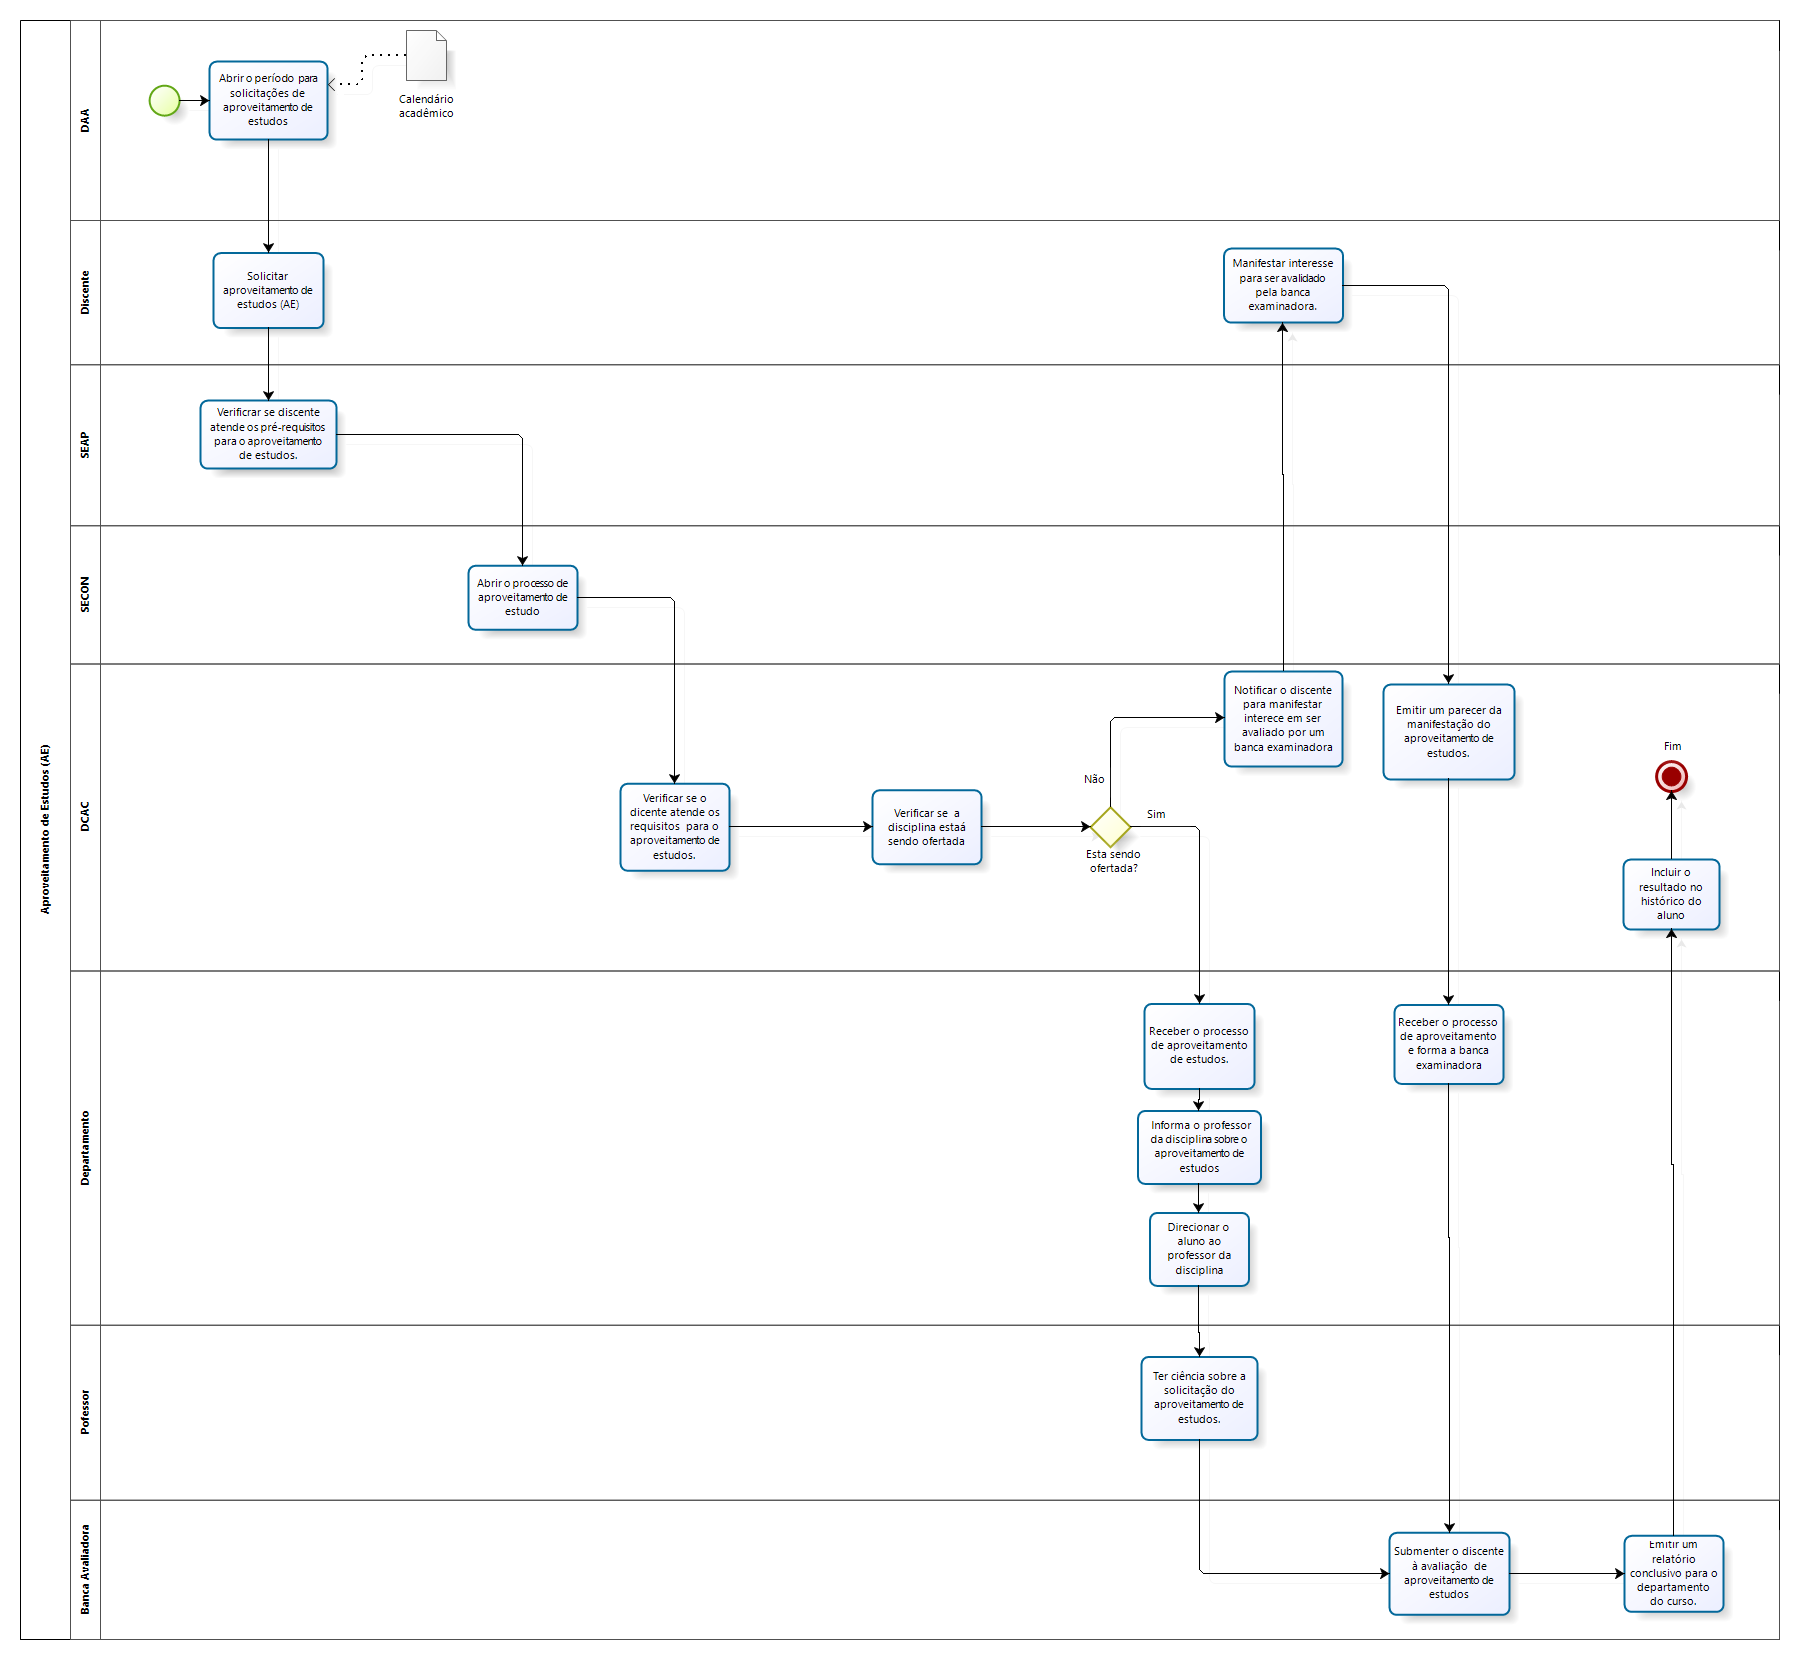 Aproveitamento de Estudos (AE)
DAA
Abrir o período para
solicitações de
aproveitamento de
estudos
Calendário
acadêmico
Discente
Solicitar
aproveitamento de
estudos (AE)
Manifestar interesse
para ser avalidado
pela banca
examinadora.
SEAP
Verificrar se discente
atende os pré-requisitos
para o aproveitamento
de estudos.
SECON
Abrir o processo de
aproveitamento de
estudo
DCAC
Verificar se o
dicente atende os
requisitos para o
aproveitamento de
estudos.
Verificar se a
disciplina estaá
sendo ofertada
Esta sendo
ofertada?
Não
Sim
Notificar o discente
para manifestar
interece em ser
avaliado por um
banca examinadora
Emitir um parecer da
manifestação do
aproveitamento de
estudos.
Fim
Incluir o
resultado no
histórico do
aluno
Departamento
Receber o processo
de aproveitamento
de estudos.
Informa o professor
da disciplina sobre o
aproveitamento de
estudos
Direcionar o
aluno ao
professor da
disciplina
Receber o processo
de aproveitamento
e forma a banca
examinadora
Pofessor
Ter ciência sobre a
solicitação do
aproveitamento de
estudos.
Banca Avaliadora
Submenter o discente
à avaliação de
aproveitamento de
estudos
Emitir um
relatório
conclusivo para o
departamento
do curso.